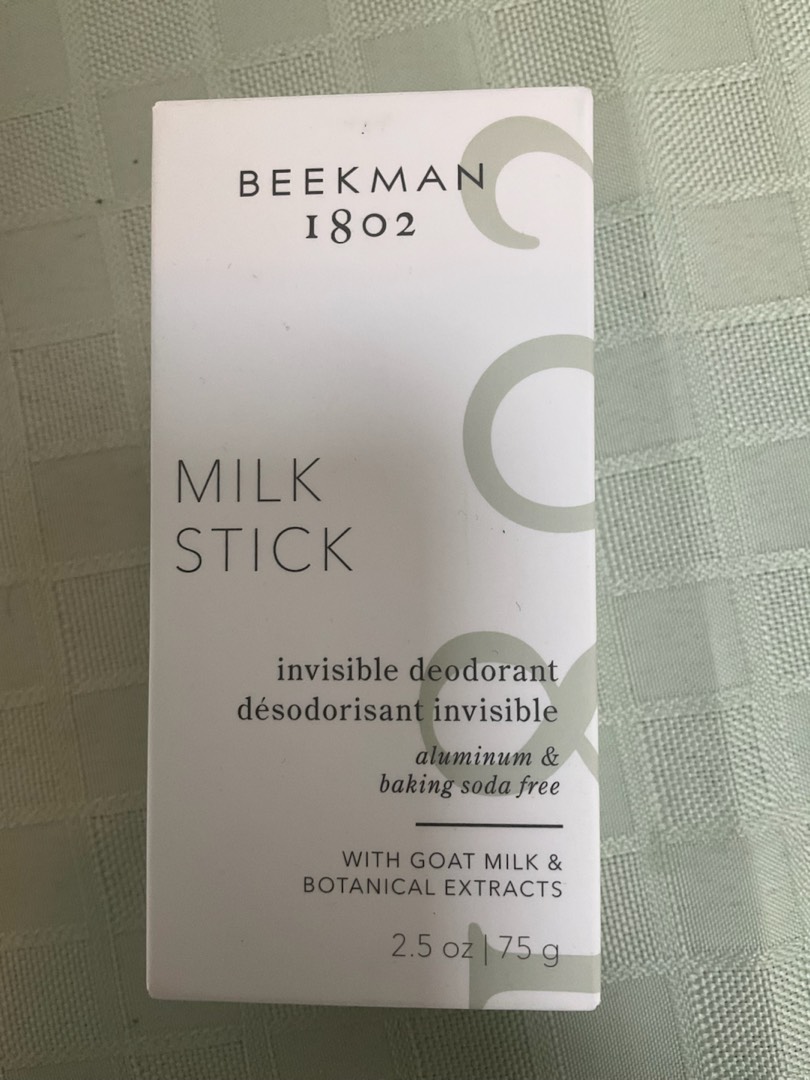 BEEKMAN
1802
MILK
STICK
invisible deodorant
désodorisant invisible
aluminum &
baking soda free
WITH GOAT MILK &
BOTANICAL EXTRACTS
2.5 oz | 75 g
1802